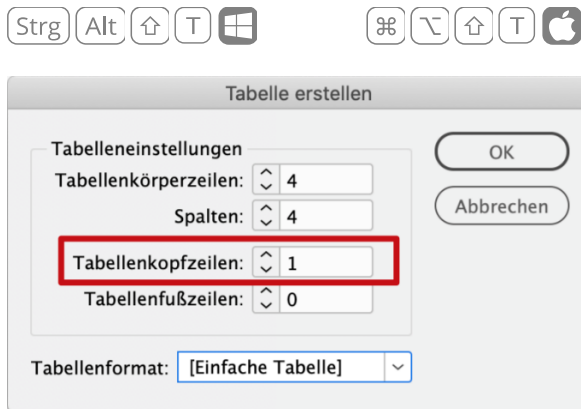 Strg Alt ⇧ T ⌘ ⌥ ⇧ T
Tabelle erstellen
Tabelleneinstellungen
Tabellenkörperzeilen: 4
Spalten: 4
Tabellenkopfzeilen: 1
Tabellenfußzeilen: 0
Tabellenformat: [Einfache Tabelle]
OK
Abbrechen